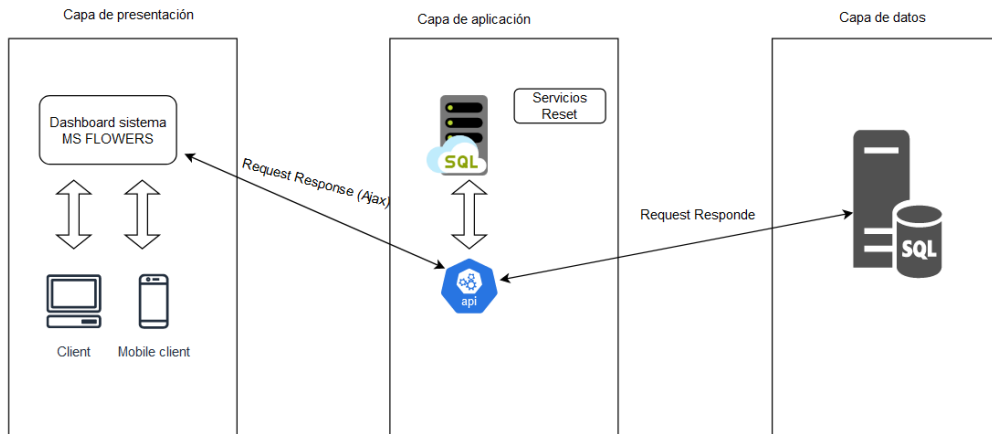 Capa de presentación
Capa de aplicación
Capa de datos
Dashboard sistema
MS FLOWERS
Client
Mobile client
Request Response (Ajax)
Servicios
Reset
SQL
api
Request Responde
SQL